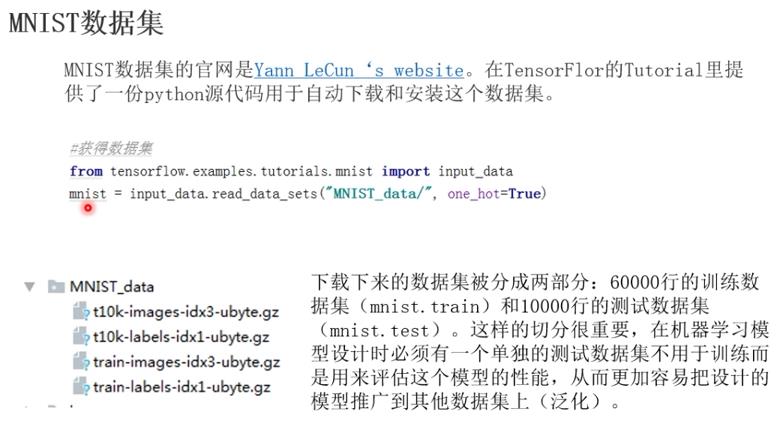 MNIST数据集
MNIST数据集的官网是Yann LeCun‘s website。在TensorFlor的Tutorial里提
供了一份python源代码用于自动下载和安装这个数据集。
#获得数据集
from tensorflow.examples.tutorials.mnist import input_data
mnist = input_data.read_data_sets("MNIST_data/", one_hot=True)
MNIST_data
t10k-images-idx3-ubyte.gz
t10k-labels-idx1-ubyte.gz
train-images-idx3-ubyte.gz
train-labels-idx1-ubyte.gz
下载下来的数据集被分成两部分：60000行的训练数
据集（mnist.train）和10000行的测试数据集
（mnist.test）。这样的切分很重要，在机器学习模
型设计时必须有一个单独的测试数据集不用于训练而
是用来评估这个模型的性能，从而更加容易把设计的
模型推广到其他数据集上（泛化）。